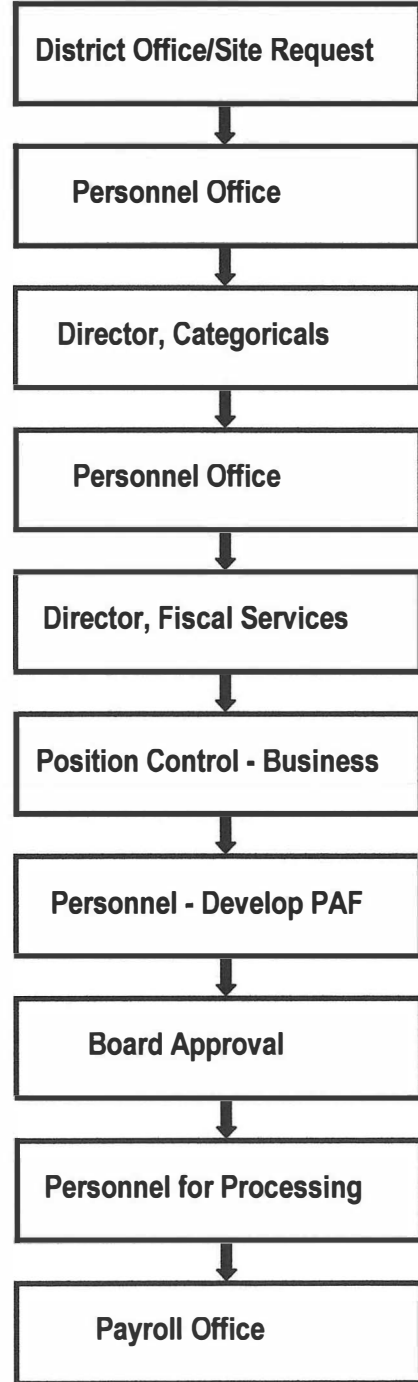 District Office/Site Request
Personnel Office
Director, Categoricals
Personnel Office
Director, Fiscal Services
Position Control - Business
Personnel - Develop PAF
Board Approval
Personnel for Processing
Payroll Office